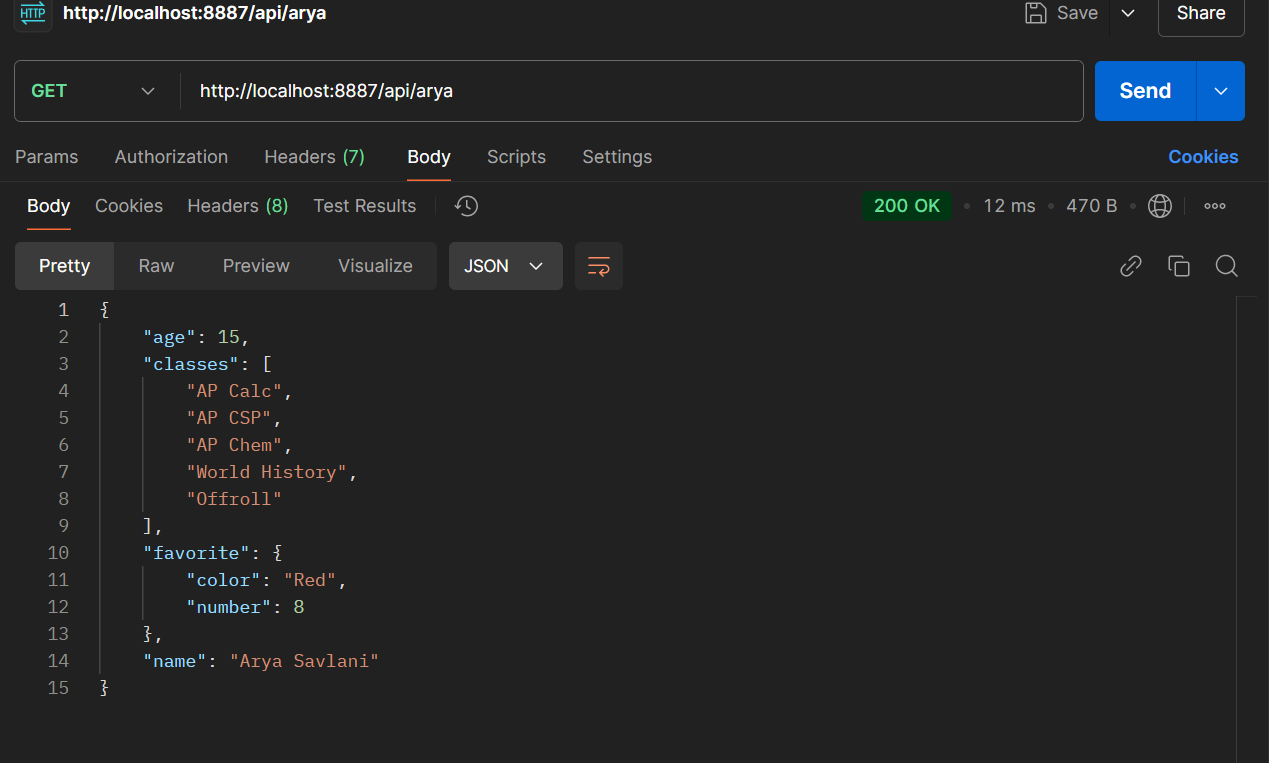 HTTP http://localhost:8887/api/arya Save Share
GET http://localhost:8887/api/arya Send
Params Authorization Headers (7) Body Scripts Settings Cookies
Body Cookies Headers (8) Test Results 200 OK • 12 ms • 470 B •
Pretty Raw Preview Visualize JSON
1 {
2 "age": 15,
3 "classes": [
4 "AP Calc",
5 "AP CSP",
6 "AP Chem",
7 "World History",
8 "Offroll"
9 ],
10 "favorite": {
11 "color": "Red",
12 "number": 8
13 },
14 "name": "Arya Savlani"
15 }